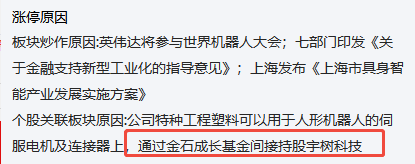 涨停原因
板块炒作原因:英伟达将参与世界机器人大会；七部门印发《关
于金融支持新型工业化的指导意见》；上海发布《上海市具身智
能产业发展实施方案》
个股关联板块原因:公司特种工程塑料可以用于人形机器人的伺
服电机及连接器上，通过金石成长基金间接持股宇树科技